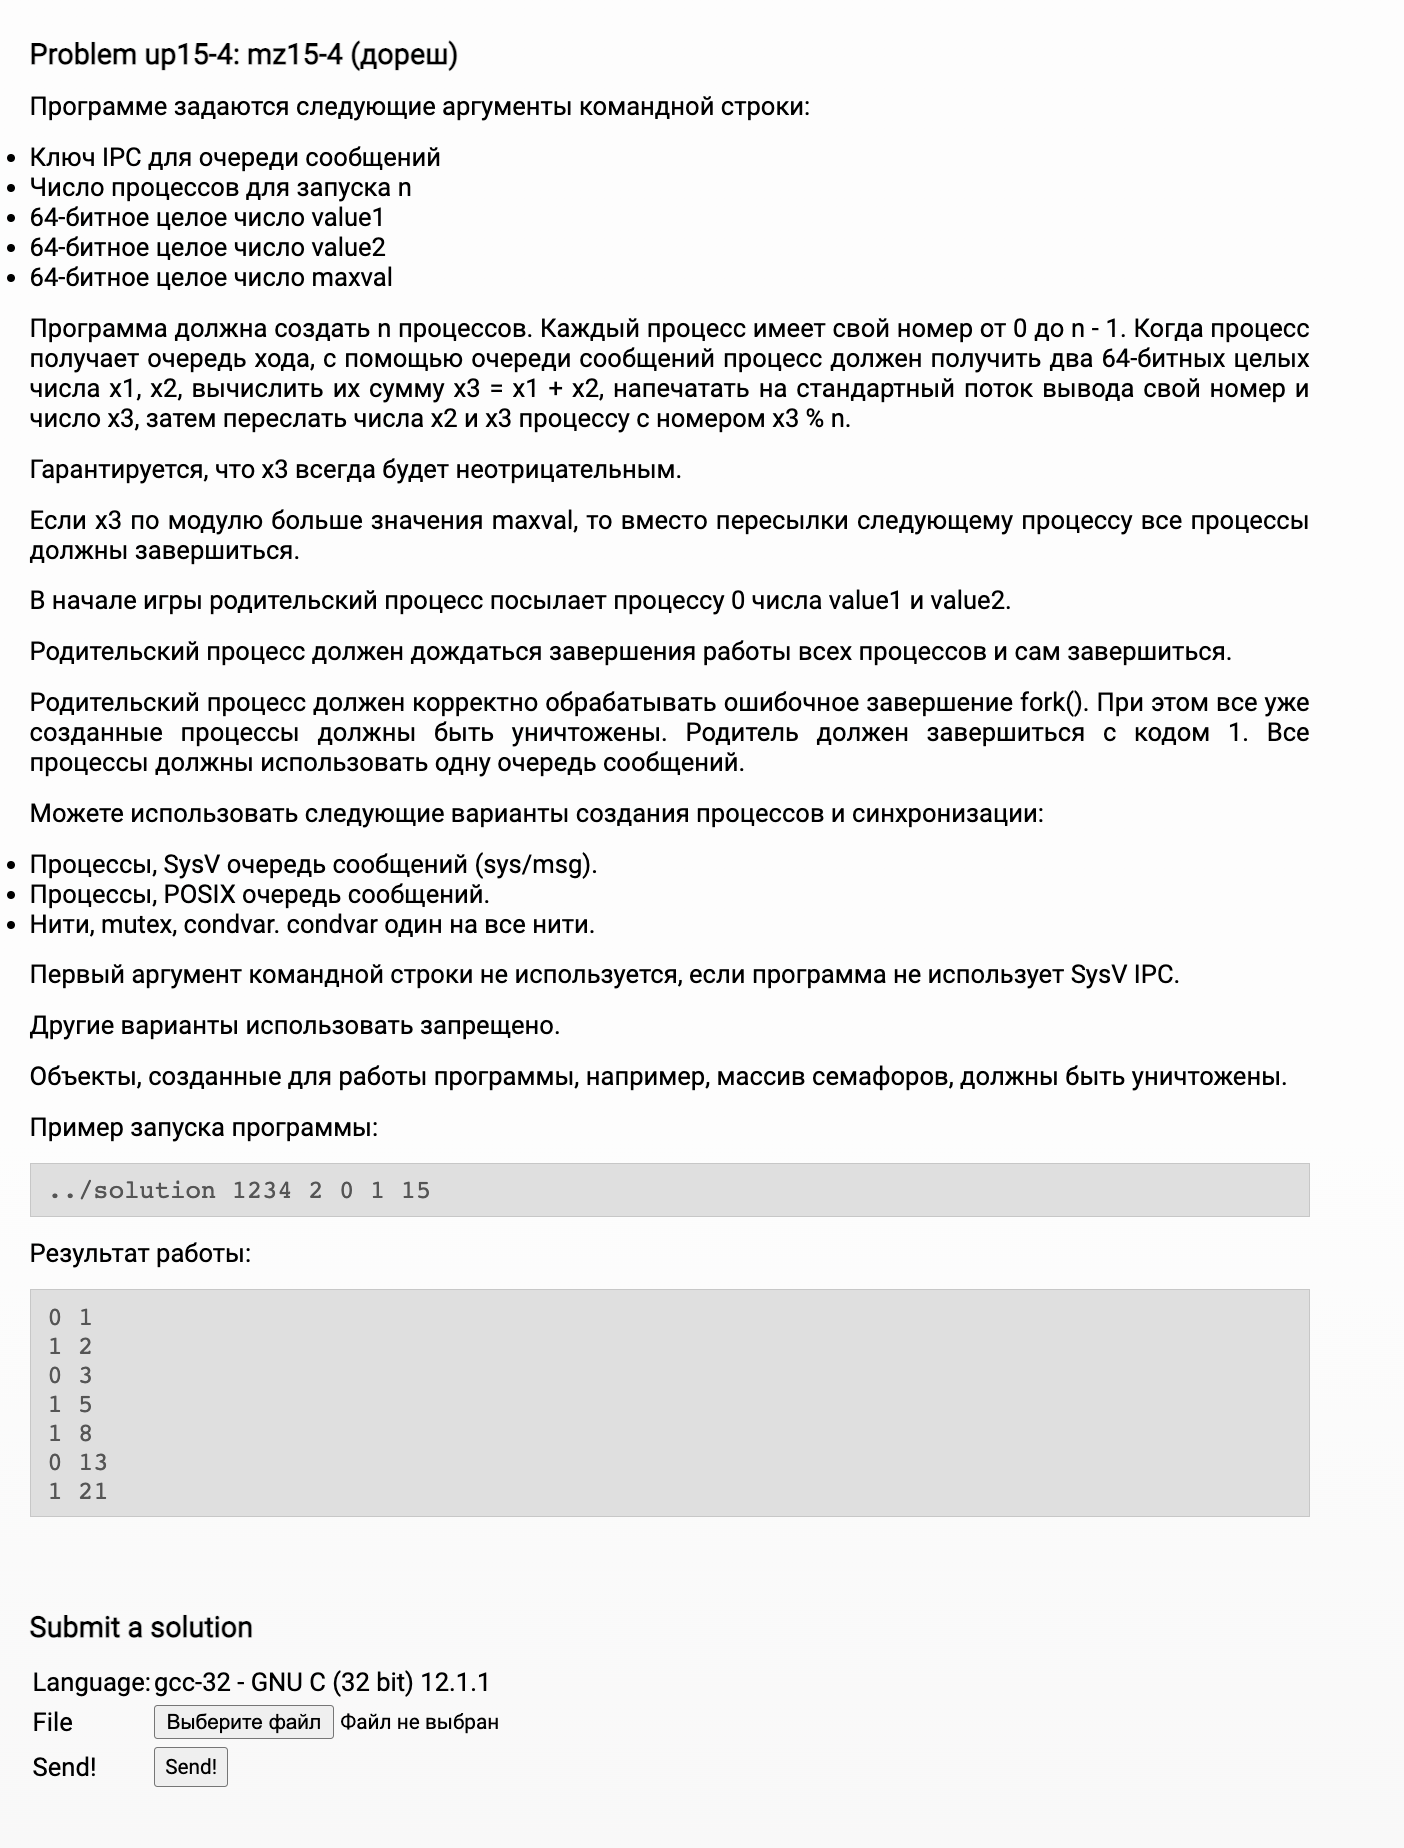 Problem up15-4: mz15-4 (дореш)
Программе задаются следующие аргументы командной строки:
• Ключ IPC для очереди сообщений
• Число процессов для запуска n
• 64-битное целое число value1
• 64-битное целое число value2
• 64-битное целое число maxval
Программа должна создать n процессов. Каждый процесс имеет свой номер от 0 до n - 1. Когда процесс
получает очередь хода, с помощью очереди сообщений процесс должен получить два 64-битных целых
числа x1, x2, вычислить их сумму x3 = x1 + x2, напечатать на стандартный поток вывода свой номер и
число x3, затем переслать числа x2 и x3 процессу с номером x3 % n.
Гарантируется, что x3 всегда будет неотрицательным.
Если x3 по модулю больше значения maxval, то вместо пересылки следующему процессу все процессы
должны завершиться.
В начале игры родительский процесс посылает процессу 0 числа value1 и value2.
Родительский процесс должен дождаться завершения работы всех процессов и сам завершиться.
Родительский процесс должен корректно обрабатывать ошибочное завершение fork(). При этом все уже
созданные процессы должны быть уничтожены. Родитель должен завершиться с кодом 1. Все
процессы должны использовать одну очередь сообщений.
Можете использовать следующие варианты создания процессов и синхронизации:
• Процессы, SysV очередь сообщений (sys/msg).
• Процессы, POSIX очередь сообщений.
• Нити, mutex, condvar. condvar один на все нити.
Первый аргумент командной строки не используется, если программа не использует SysV IPC.
Другие варианты использовать запрещено.
Объекты, созданные для работы программы, например, массив семафоров, должны быть уничтожены.
Пример запуска программы:
../solution 1234 2 0 1 15
Результат работы:
0 1
1 2
0 3
1 5
1 8
0 13
1 21
Submit a solution
Language: gcc-32 - GNU C (32 bit) 12.1.1
File Выберите файл Файл не выбран
Send! Send!